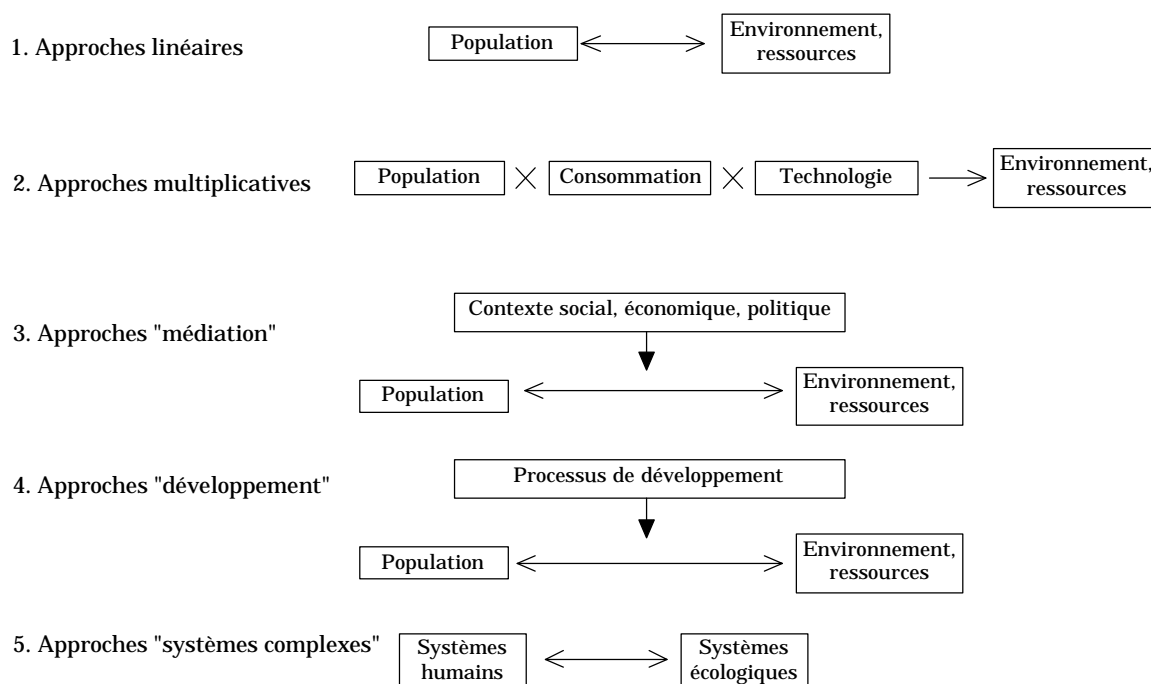 1. Approches linéaires
Population
Environnement,
ressources
2. Approches multiplicatives
Population
Consommation
Technologie
Environnement,
ressources
3. Approches "médiation"
Contexte social, économique, politique
Population
Environnement,
ressources
4. Approches "développement"
Processus de développement
Population
Environnement,
ressources
5. Approches "systèmes complexes"
Systèmes
humains
Systèmes
écologiques